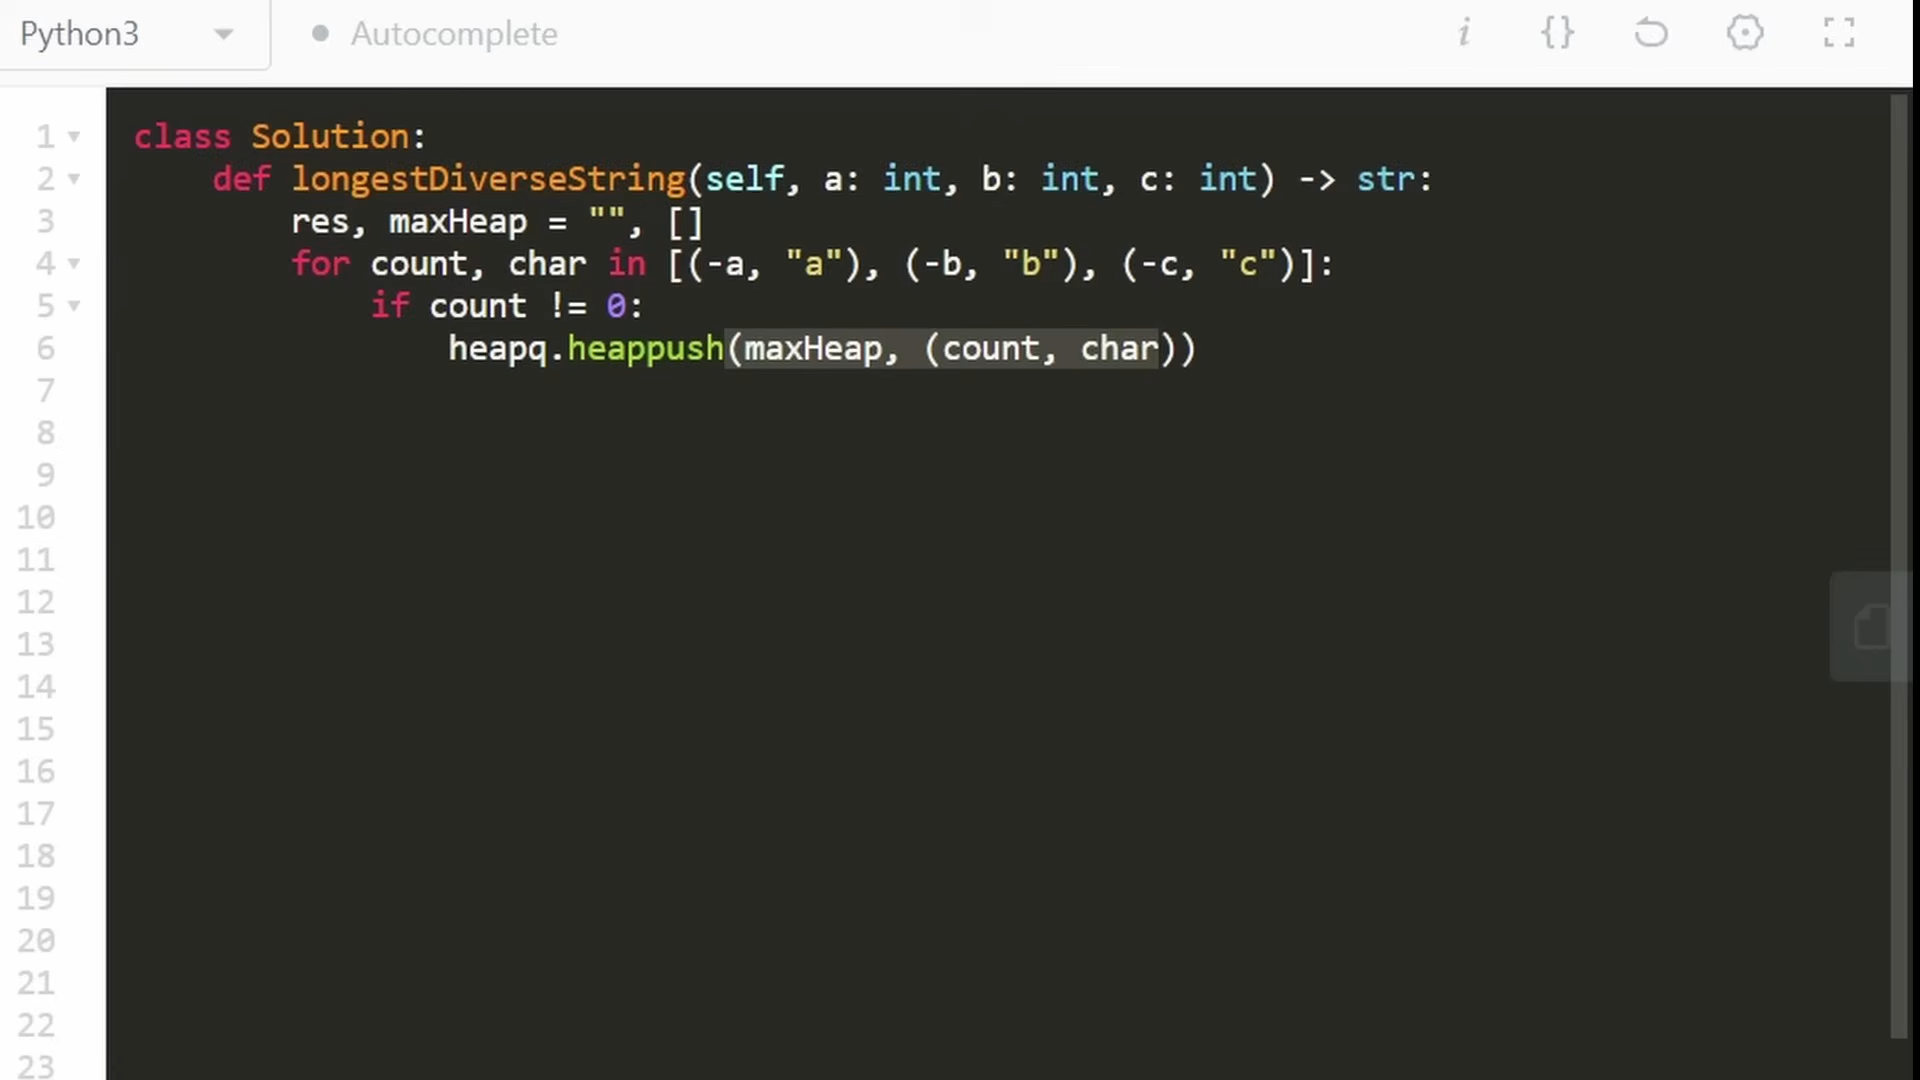 Python3
Autocomplete
i {}
1 class Solution:
2 def longestDiverseString(self, a: int, b: int, c: int) -> str:
3 res, maxHeap = "", []
4 for count, char in [(-a, "a"), (-b, "b"), (-c, "c")]:
5 if count != 0:
6 heapq.heappush(maxHeap, (count, char))
7
8
9
10
11
12
13
14
15
16
17
18
19
20
21
22
23